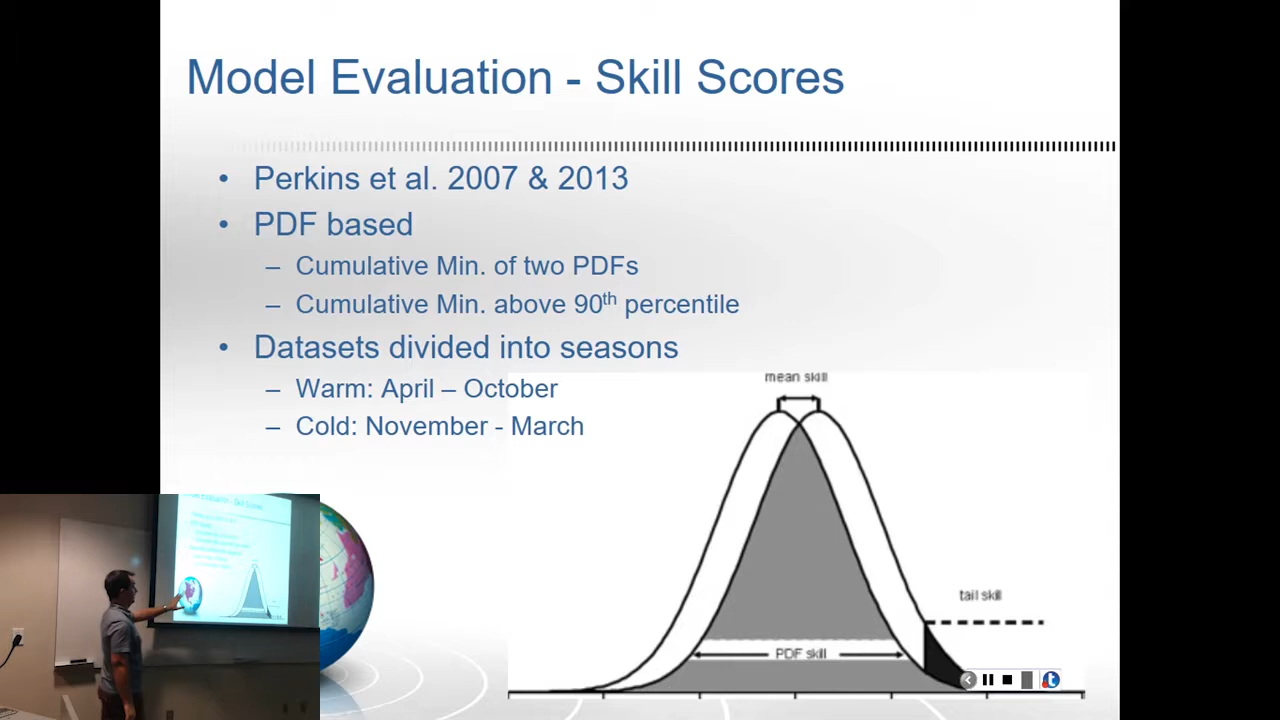 Model Evaluation - Skill Scores
• Perkins et al. 2007 & 2013
• PDF based
– Cumulative Min. of two PDFs
– Cumulative Min. above 90th percentile
• Datasets divided into seasons
– Warm: April – October
– Cold: November - March
mean skill
tail skill
PDF skill